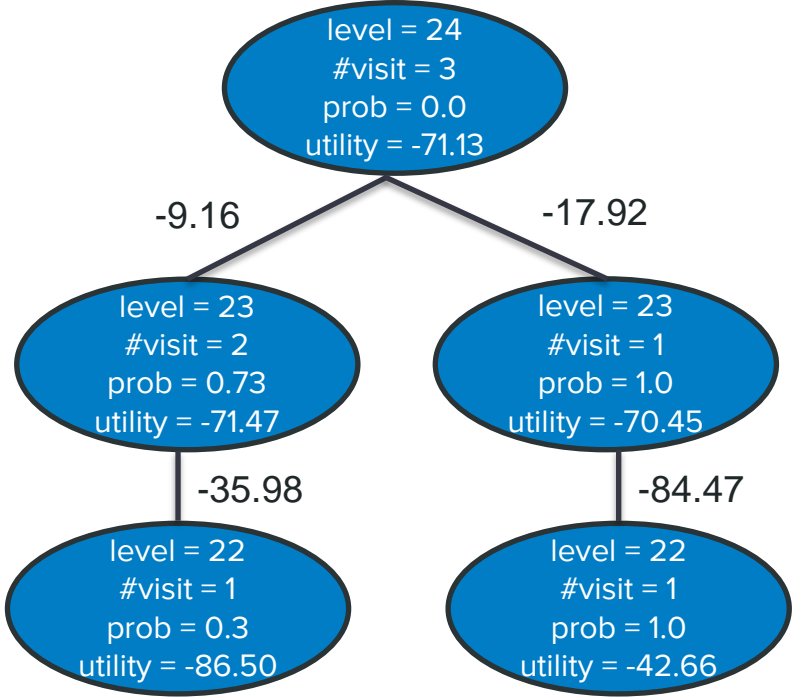 level = 24
#visit = 3
prob = 0.0
utility = -71.13
-9.16
-17.92
level = 23
#visit = 2
prob = 0.73
utility = -71.47
level = 23
#visit = 1
prob = 1.0
utility = -70.45
-35.98
-84.47
level = 22
#visit = 1
prob = 0.3
utility = -86.50
level = 22
#visit = 1
prob = 1.0
utility = -42.66